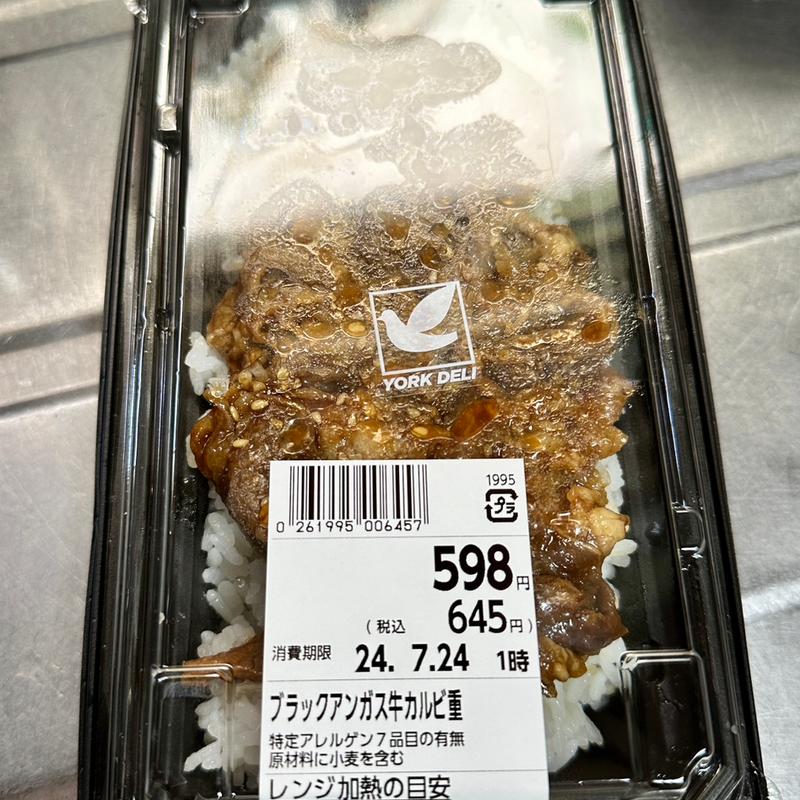 YORK DELI
1995
プラ
0 261995 006457
598円
(税込 645円)
消費期限 24. 7.24 1時
ブラックアンガス牛カルビ重
特定アレルゲン7品目の有無
原材料に小麦を含む
レンジ加熱の目安